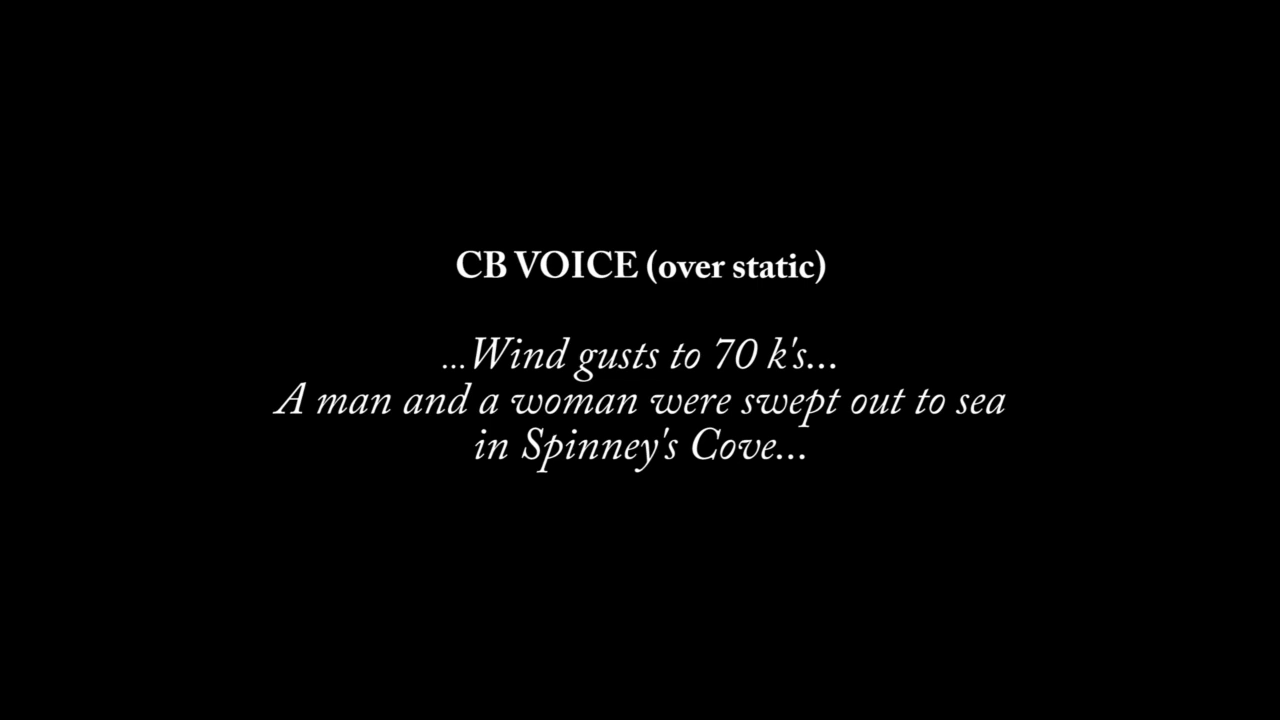 CB VOICE (over static)
...Wind gusts to 70 k's...
A man and a woman were swept out to sea
in Spinney's Cove...